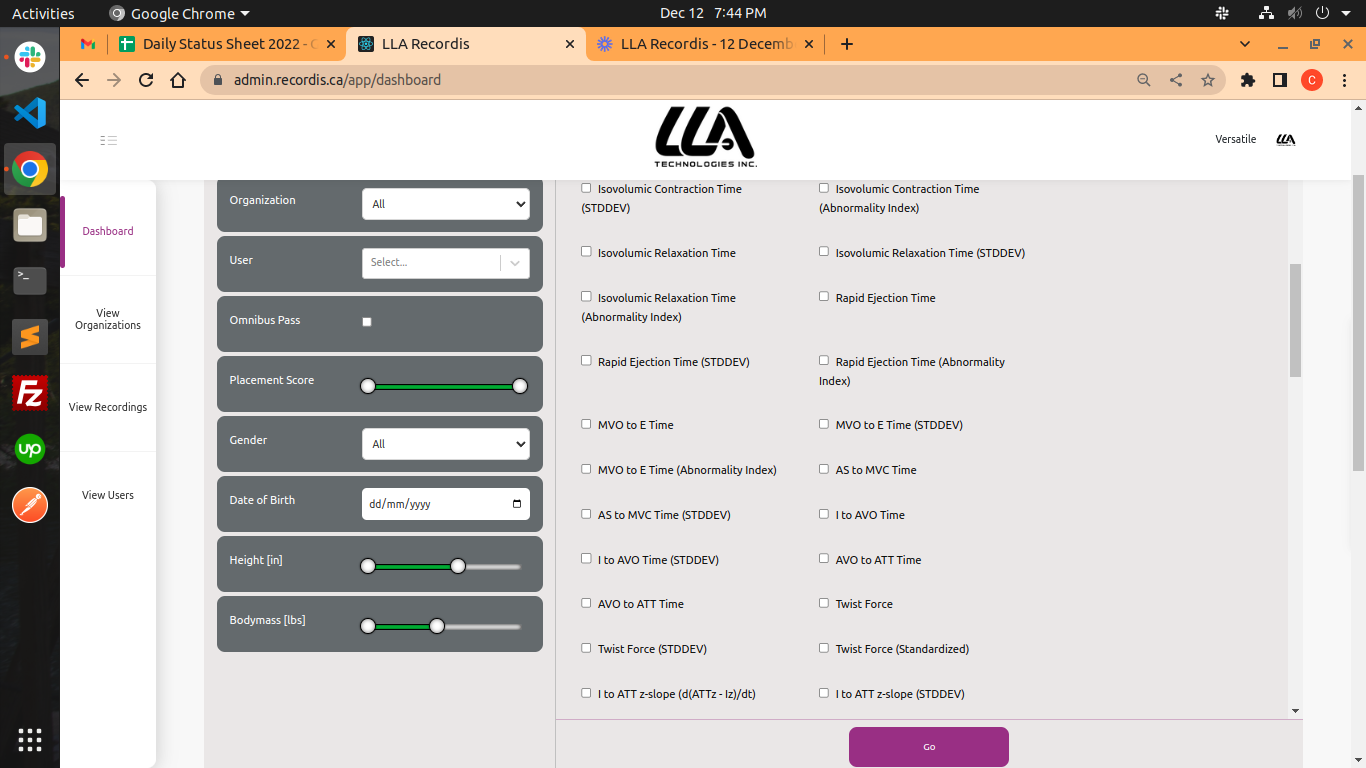 Activities
Google Chrome
Dec 12 7:44 PM
Daily Status Sheet 2022 -
LLA Recordis
LLA Recordis - 12 Decemb
admin.recordis.ca/app/dashboard
C
LLA
TECHNOLOGIES INC.
Versatile
LLA
Dashboard
View
Organizations
View Recordings
View Users
Organization
All
User
Select...
Omnibus Pass
Placement Score
Gender
All
Date of Birth
dd/mm/yyyy
Height [in]
Bodymass [lbs]
Isovolumic Contraction Time
(STDDEV)
Isovolumic Contraction Time
(Abnormality Index)
Isovolumic Relaxation Time
Isovolumic Relaxation Time (STDDEV)
Isovolumic Relaxation Time
(Abnormality Index)
Rapid Ejection Time
Rapid Ejection Time (STDDEV)
Rapid Ejection Time (Abnormality
Index)
MVO to E Time
MVO to E Time (STDDEV)
MVO to E Time (Abnormality Index)
AS to MVC Time
AS to MVC Time (STDDEV)
I to AVO Time
I to AVO Time (STDDEV)
AVO to ATT Time
AVO to ATT Time
Twist Force
Twist Force (STDDEV)
Twist Force (Standardized)
I to ATT z-slope (d(ATTz - Iz)/dt)
I to ATT z-slope (STDDEV)
Go
Fz
up
>_